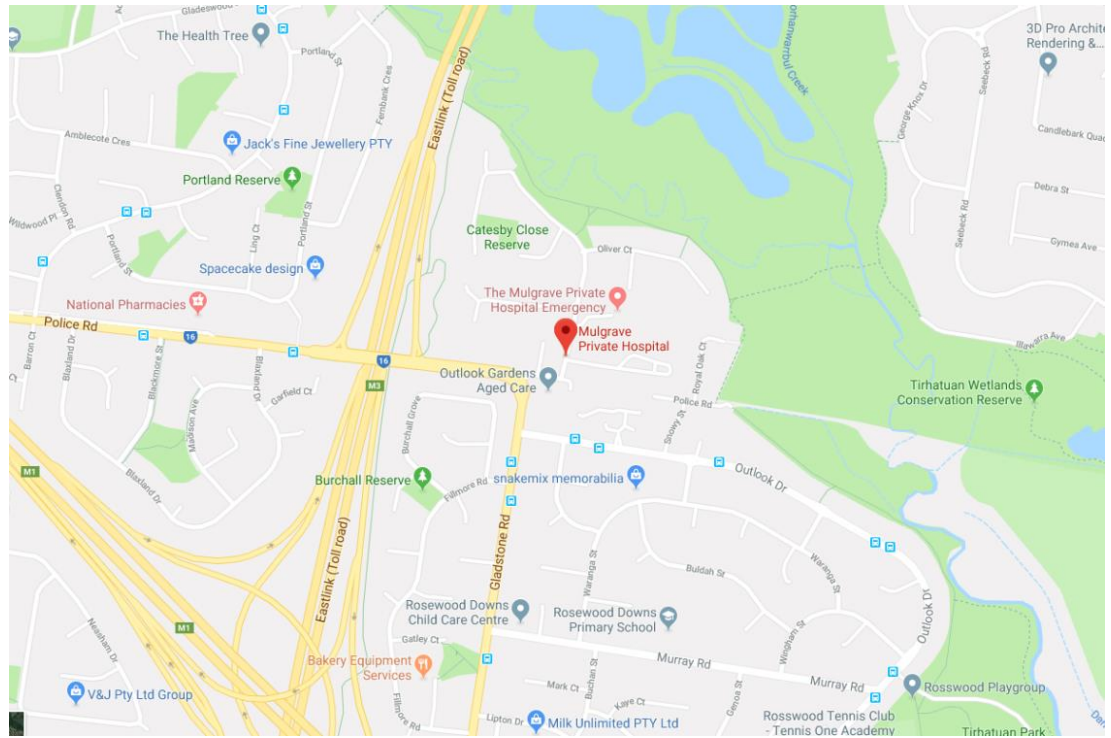 Gladeswood
The Health Tree
Portland St
Fernbank Cres
Eastlink (Toll road)
3D Pro Archite
Rendering &...
Seebeck Rd
George Knox Dr
Candlebark Quad
Amblecote Cres
Jack's Fine Jewellery PTY
Portland Reserve
Debra St
Clendon Rd
Wildwood Pl
Ling Ct
Portland St
Catesby Close
Reserve
Oliver Ct
Seebeck Rd
Gymea Ave
Portland St
Spacecake design
National Pharmacies
The Mulgrave Private
Hospital Emergency
Police Rd
16
Mulgrave
Private Hospital
Illawarra Ave
Barron Ct
Blaxland Dr
Blackmore St
Blaxland Dr
16
M3
Outlook Gardens
Aged Care
Royal Oak Ct
Tirhatuan Wetlands
Conservation Reserve
Ct
Garfield Ct
Madison Ave
Burchall Grove
Police Rd
Snowy St
M1
Blaxland Dr
Burchall Reserve
Fillmore Rd
snakemix memorabilia
Outlook Dr
Gladstone Rd
Eastlink (Toll road)
Waranga St
Waranga St
Buldah St
Outlook Dr
Rosewood Downs
Child Care Centre
Rosewood Downs
Primary School
M1
Neasham Dr
Gatley Ct
Wingham St
Murray Rd
Bakery Equipment
Services
Mark Ct
Buchan St
Murray Rd
V&J Pty Ltd Group
Fillmore Rd
Kaye Ct
Genoa St
Rosswood Playgroup
Lipton Dr
Milk Unlimited PTY Ltd
Rosswood Tennis Club
- Tennis One Academy
Tirhatuan Park